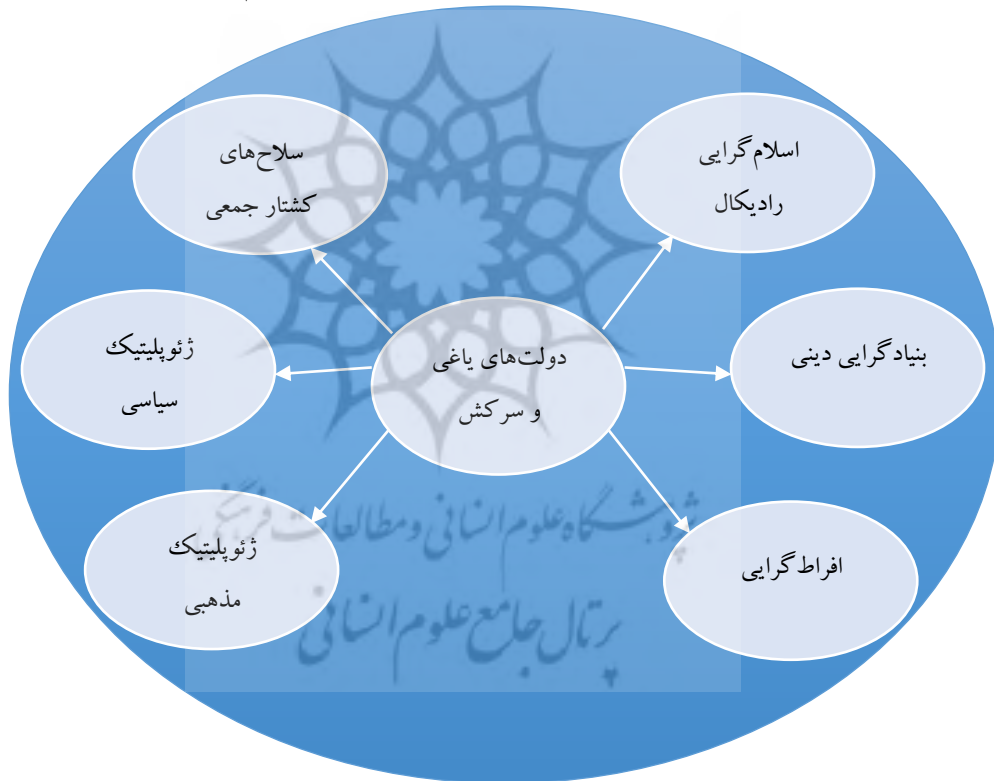 اسلام‌گرایی
رادیکال
سلاح‌های
کشتار جمعی
بنیادگرایی دینی
دولت‌های یاغی
و سرکش
ژئوپلیتیک
سیاسی
افراط‌گرایی
ژئوپلیتیک
مذهبی
پژوهشگاه علوم انسانی و مطالعات فرهنگی
پرتال جامع علوم انسانی